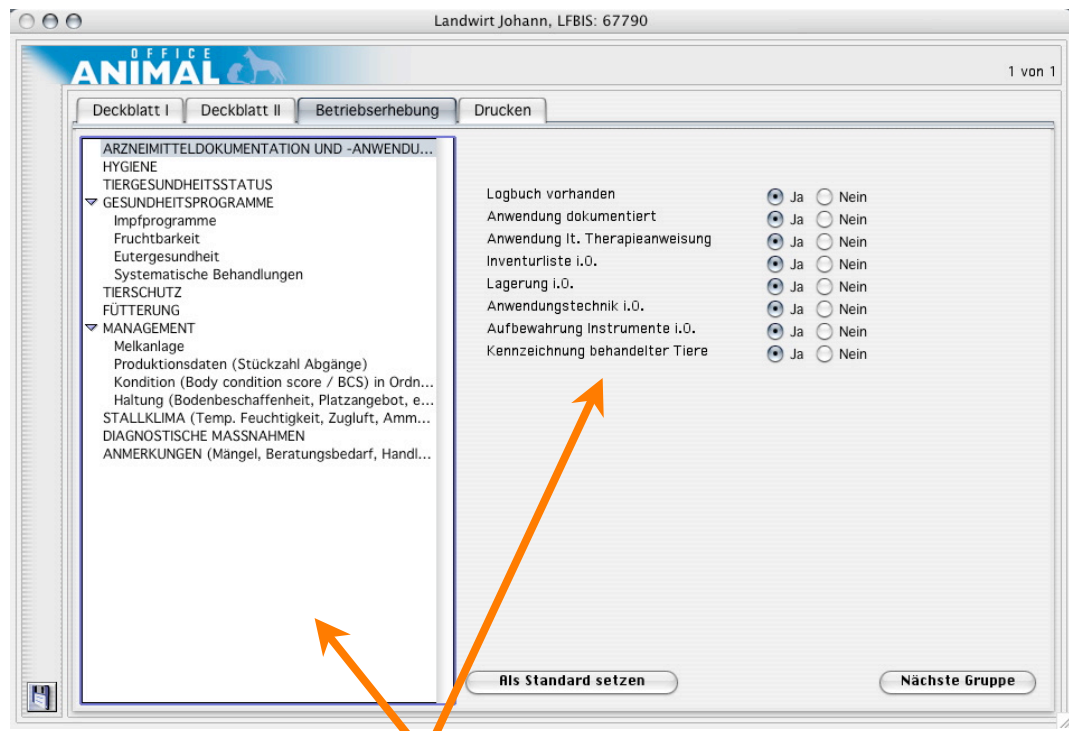 Landwirt Johann, LFBIS: 67790
OFFICE
ANIMAL
1 von 1
Deckblatt I
Deckblatt II
Betriebserhebung
Drucken
ARZNEIMITTELDOKUMENTATION UND -ANWENDU...
HYGIENE
TIERGESUNDHEITSSTATUS
GESUNDHEITSPROGRAMME
Impfprogramme
Fruchtbarkeit
Eutergesundheit
Systematische Behandlungen
TIERSCHUTZ
FÜTTERUNG
MANAGEMENT
Melkanlage
Produktionsdaten (Stückzahl Abgänge)
Kondition (Body condition score / BCS) in Ordn...
Haltung (Bodenbeschaffenheit, Platzangebot, e...
STALLKLIMA (Temp. Feuchtigkeit, Zugluft, Amm...
DIAGNOSTISCHE MASSNAHMEN
ANMERKUNGEN (Mängel, Beratungsbedarf, Handl...
Logbuch vorhanden Ja Nein
Anwendung dokumentiert Ja Nein
Anwendung lt. Therapieanweisung Ja Nein
Inventurliste i.O. Ja Nein
Lagerung i.O. Ja Nein
Anwendungstechnik i.O. Ja Nein
Aufbewahrung Instrumente i.O. Ja Nein
Kennzeichnung behandelter Tiere Ja Nein
Als Standard setzen
Nächste Gruppe